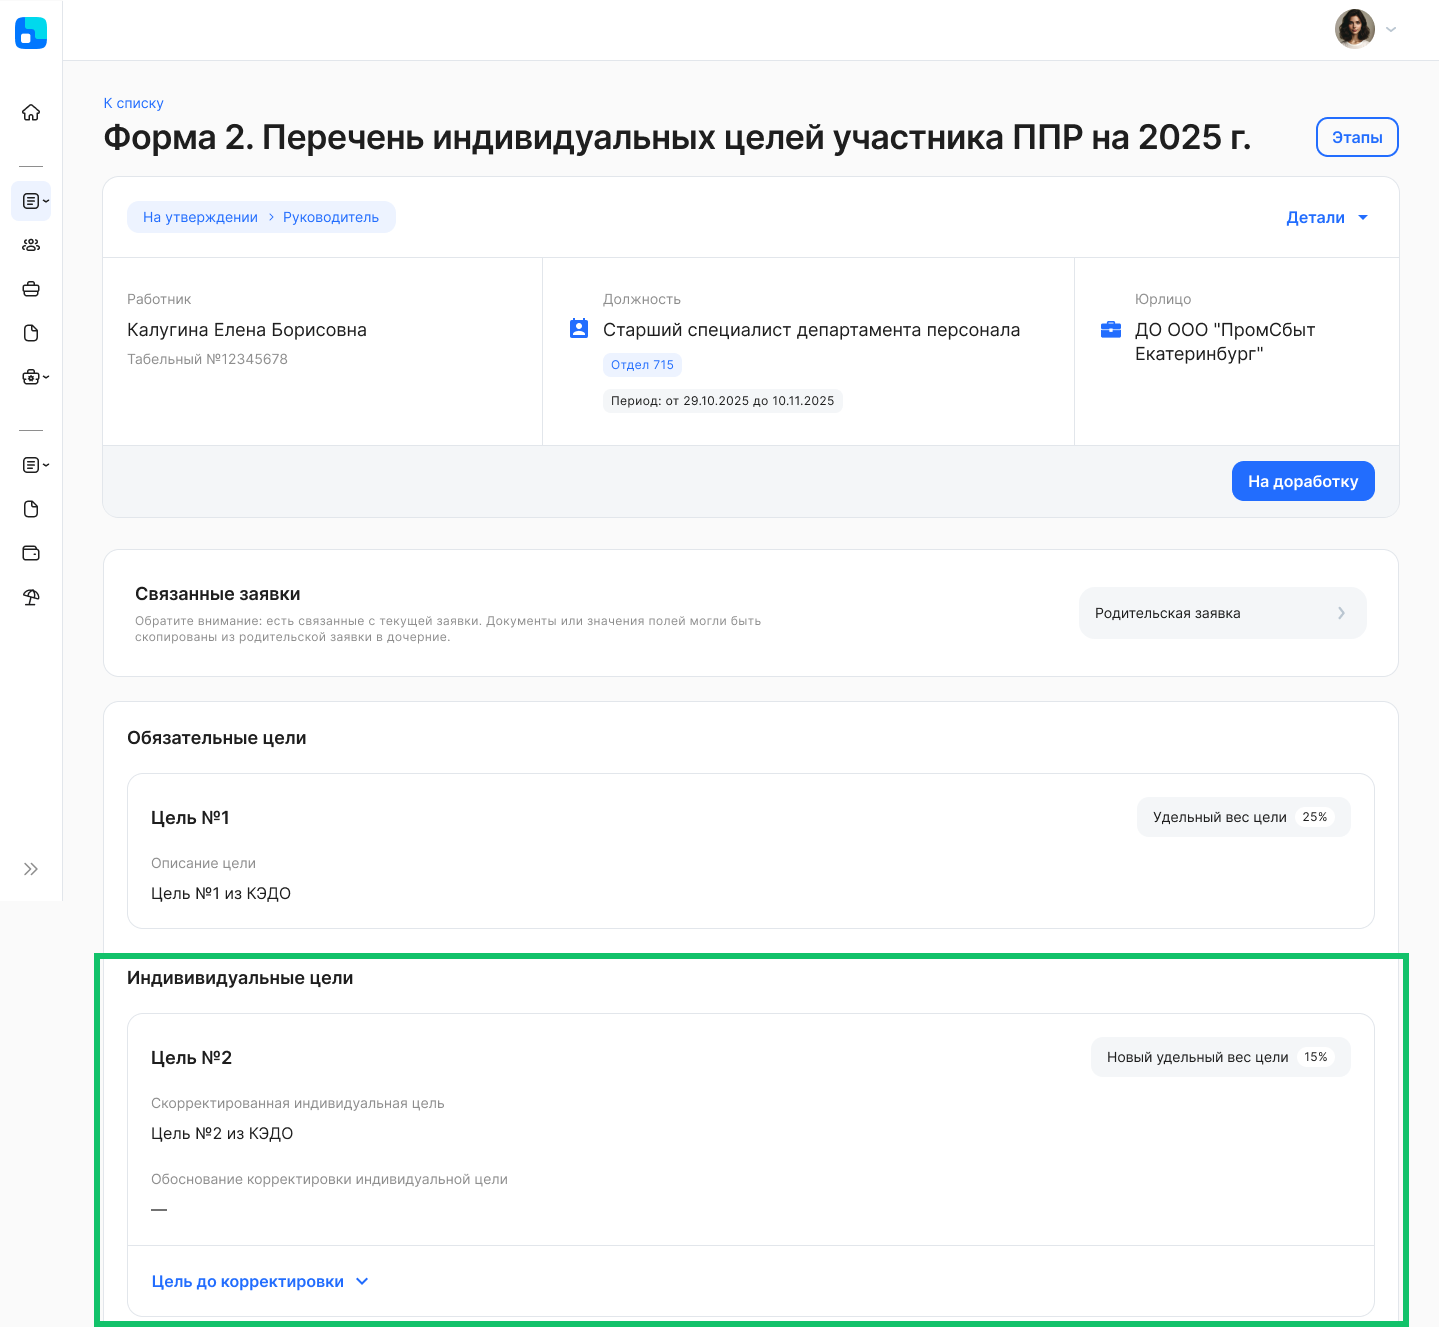 К списку
Форма 2. Перечень индивидуальных целей участника ППР на 2025 г.
Этапы
На утверждении > Руководитель
Детали
Работник
Калугина Елена Борисовна
Табельный №12345678
Должность
Старший специалист департамента персонала
Отдел 715
Период: от 29.10.2025 до 10.11.2025
Юрлицо
ДО ООО "ПромСбыт
Екатеринбург"
На доработку
Связанные заявки
Обратите внимание: есть связанные с текущей заявки. Документы или значения полей могли быть
скопированы из родительской заявки в дочерние.
Родительская заявка
Обязательные цели
Цель №1
Удельный вес цели 25%
Описание цели
Цель №1 из КЭДО
Индививидуальные цели
Цель №2
Новый удельный вес цели 15%
Скорректированная индивидуальная цель
Цель №2 из КЭДО
Обоснование корректировки индивидуальной цели
—
Цель до корректировки